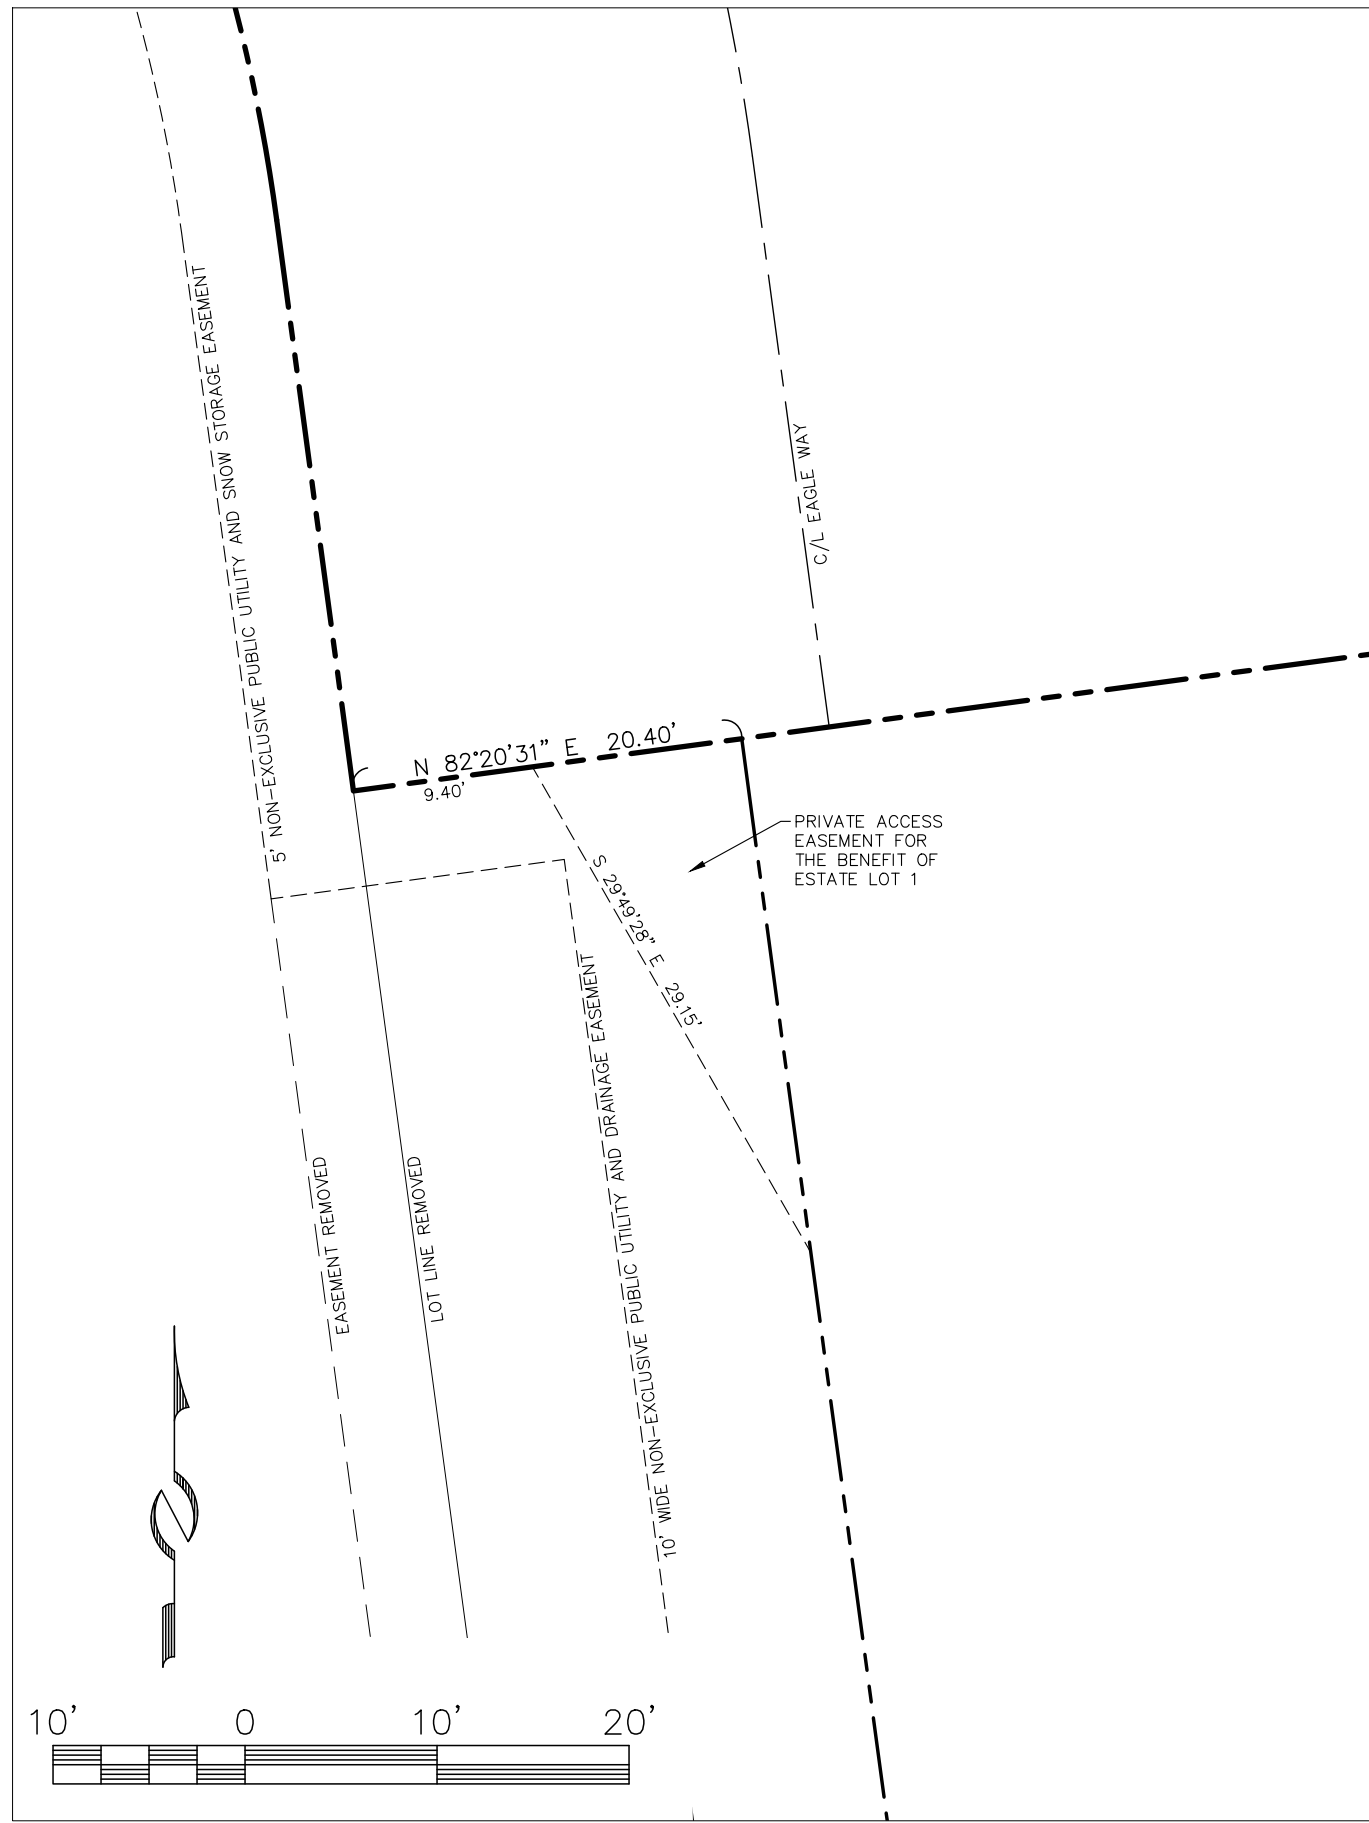 5' NON-EXCLUSIVE PUBLIC UTILITY AND SNOW STORAGE EASEMENT
C/L EAGLE WAY
N 82°20'31" E 20.40'
9.40'
PRIVATE ACCESS
EASEMENT FOR
THE BENEFIT OF
ESTATE LOT 1
S 29°49'28" E 29.15'
10' WIDE NON-EXCLUSIVE PUBLIC UTILITY AND DRAINAGE EASEMENT
EASEMENT REMOVED
LOT LINE REMOVED
10' 0 10' 20'